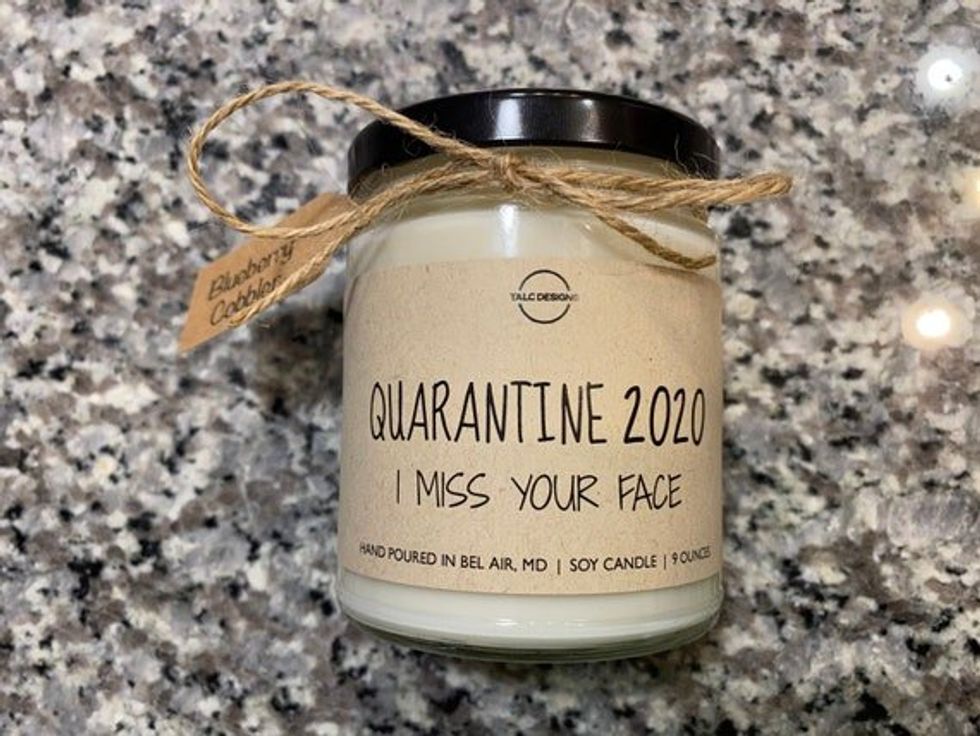 Blueberry
Cobbler
TALC DESIGNS
QUARANTINE 2020
I MISS YOUR FACE
HAND POURED IN BEL AIR, MD | SOY CANDLE | 9 OUNCES